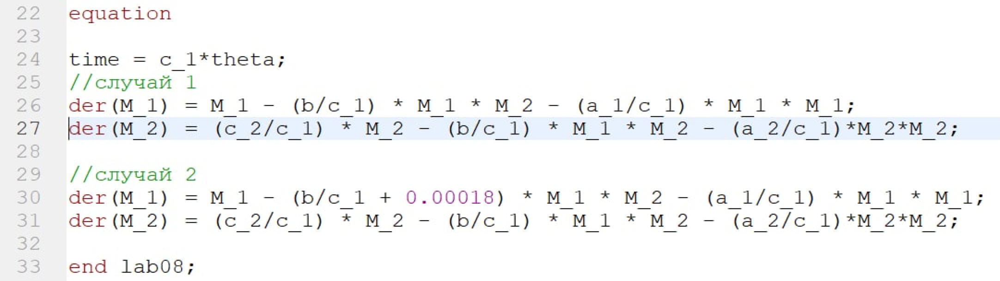 22 equation
23
24 time = c_1*theta;
25 //случай 1
26 der(M_1) = M_1 - (b/c_1) * M_1 * M_2 - (a_1/c_1) * M_1 * M_1;
27 der(M_2) = (c_2/c_1) * M_2 - (b/c_1) * M_1 * M_2 - (a_2/c_1)*M_2*M_2;
28
29 //случай 2
30 der(M_1) = M_1 - (b/c_1 + 0.00018) * M_1 * M_2 - (a_1/c_1) * M_1 * M_1;
31 der(M_2) = (c_2/c_1) * M_2 - (b/c_1) * M_1 * M_2 - (a_2/c_1)*M_2*M_2;
32
33 end lab08;